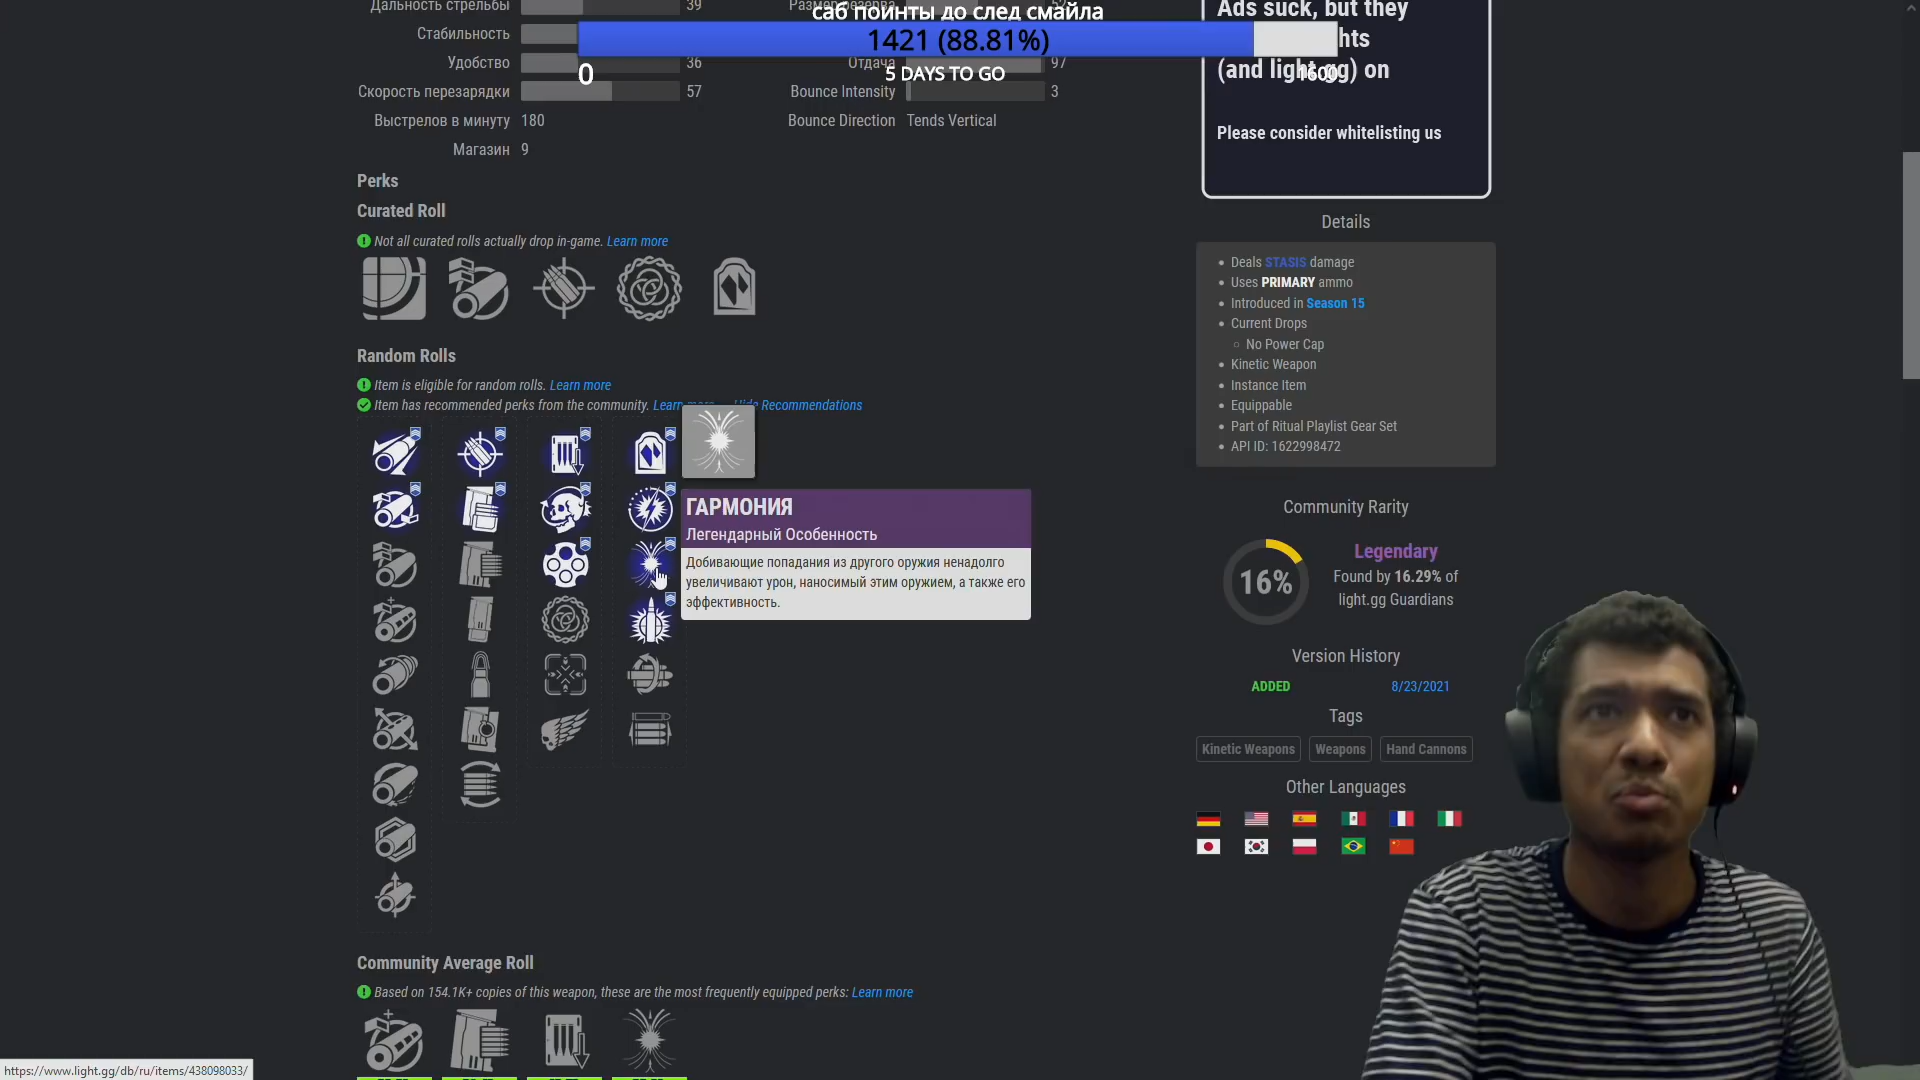 Дальность стрельбы 39
Размер резерва
саб поинты до след смайла
Стабильность
1421 (88.81%)
Удобство 36
Отдача 97
0
5 DAYS TO GO
1600
Скорость перезарядки 57
Bounce Intensity 3
Выстрелов в минуту 180
Bounce Direction Tends Vertical
Магазин 9
Ads suck, but they
hts
(and light.gg) on
Please consider whitelisting us
Perks
Curated Roll
Not all curated rolls actually drop in-game. Learn more
Random Rolls
Item is eligible for random rolls. Learn more
Item has recommended perks from the community. Learn more Hide Recommendations
ГАРМОНИЯ
Легендарный Особенность
Добивающие попадания из другого оружия ненадолго
увеличивают урон, наносимый этим оружием, а также его
эффективность.
Community Average Roll
Based on 154.1K+ copies of this weapon, these are the most frequently equipped perks: Learn more
Details
Deals STASIS damage
Uses PRIMARY ammo
Introduced in Season 15
Current Drops
No Power Cap
Kinetic Weapon
Instance Item
Equippable
Part of Ritual Playlist Gear Set
API ID: 1622998472
Community Rarity
16%
Legendary
Found by 16.29% of
light.gg Guardians
Version History
ADDED 8/23/2021
Tags
Kinetic Weapons Weapons Hand Cannons
Other Languages
https://www.light.gg/db/ru/items/438098033/